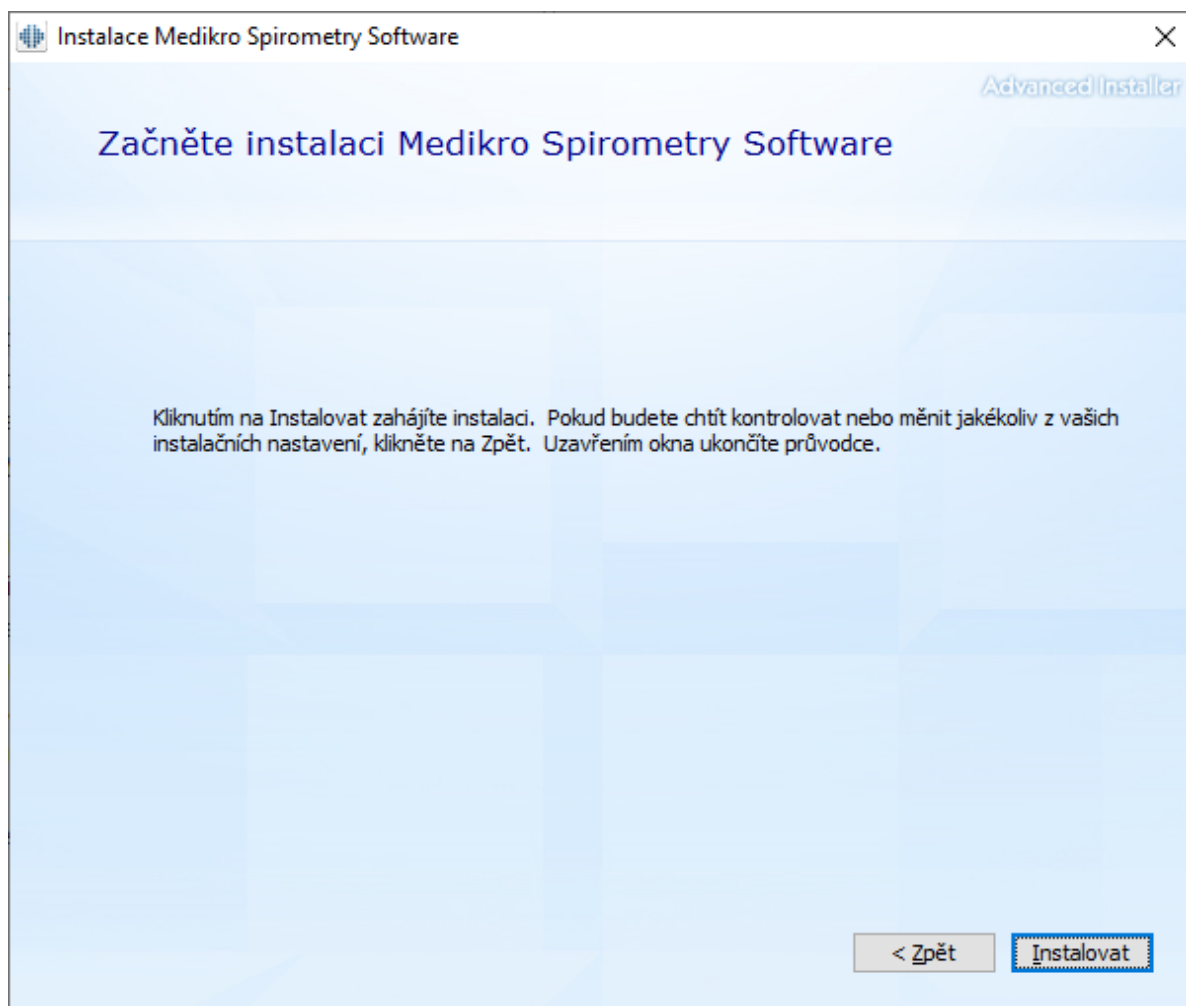 Instalace Medikro Spirometry Software
Advanced Installer
Začněte instalaci Medikro Spirometry Software
Kliknutím na Instalovat zahájíte instalaci.  Pokud budete chtít kontrolovat nebo měnit jakékoliv z vašich
instalačních nastavení, klikněte na Zpět.  Uzavřením okna ukončíte průvodce.
< Zpět
Instalovat